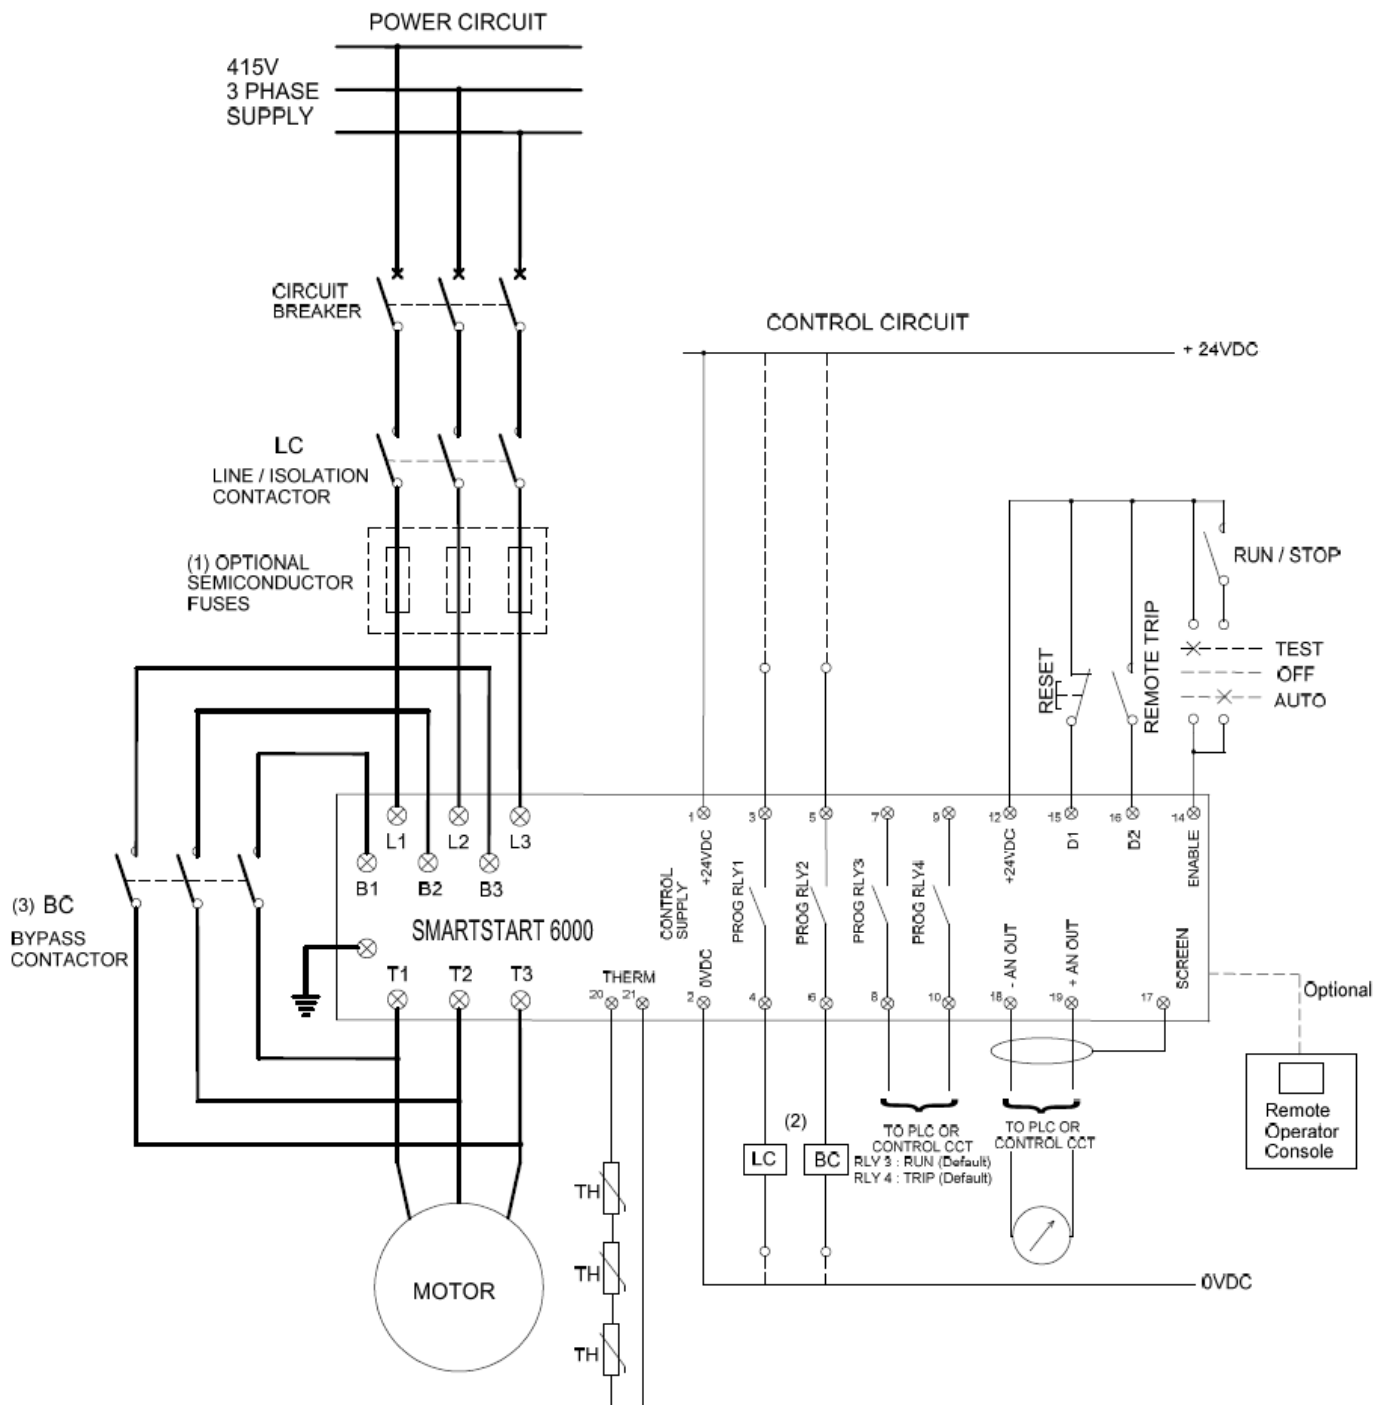 POWER CIRCUIT
415V
3 PHASE
SUPPLY
CIRCUIT
BREAKER
CONTROL CIRCUIT
+ 24VDC
LC
LINE / ISOLATION
CONTACTOR
(1) OPTIONAL
SEMICONDUCTOR
FUSES
RUN / STOP
RESET
REMOTE TRIP
TEST
OFF
AUTO
L1
L2
L3
B1
B2
B3
(3) BC
BYPASS
CONTACTOR
SMARTSTART 6000
T1
T2
T3
THERM
20
21
CONTROL
SUPPLY
1
+24VDC
0VDC
2
3
PROG RLY1
4
5
PROG RLY2
6
7
PROG RLY3
8
9
PROG RLY4
10
12
+24VDC
15
D1
16
D2
14
ENABLE
- AN OUT
18
+ AN OUT
19
SCREEN
17
Optional
Remote
Operator
Console
(2)
LC
BC
TO PLC OR
CONTROL CCT
RLY 3 : RUN (Default)
RLY 4 : TRIP (Default)
TO PLC OR
CONTROL CCT
TH
TH
TH
MOTOR
0VDC